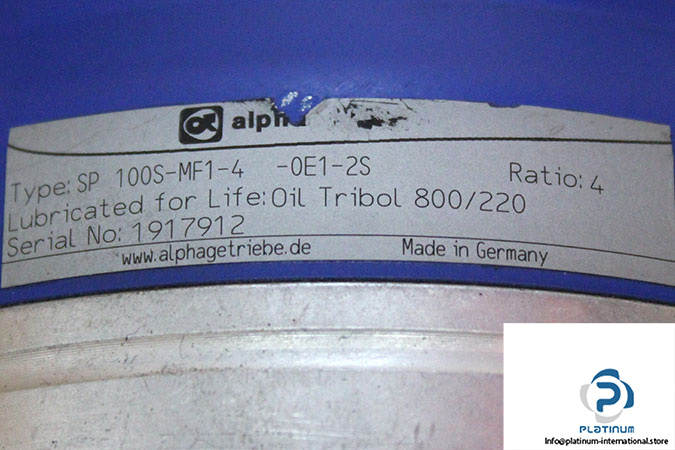 alpha
Type: SP 100S-MF1-4 -0E1-2S Ratio: 4
Lubricated for Life: Oil Tribol 800/220
Serial No: 1917912
www.alphagetriebe.de Made in Germany
PLATINUM
Info@platinum-international.store